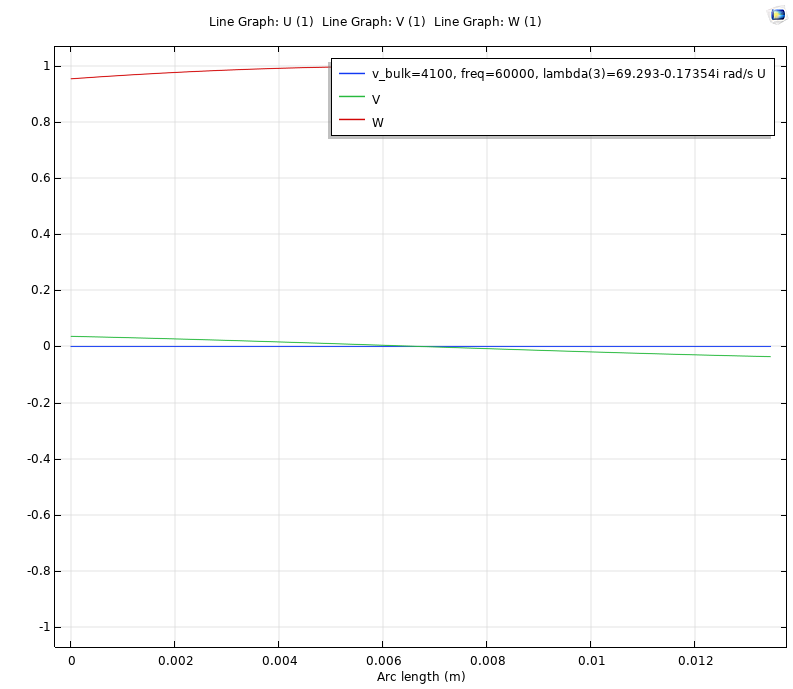 Line Graph: U (1)  Line Graph: V (1)  Line Graph: W (1)
v_bulk=4100, freq=60000, lambda(3)=69.293-0.17354i rad/s U
V
W
1
0.8
0.6
0.4
0.2
0
-0.2
-0.4
-0.6
-0.8
-1
0 0.002 0.004 0.006 0.008 0.01 0.012
Arc length (m)